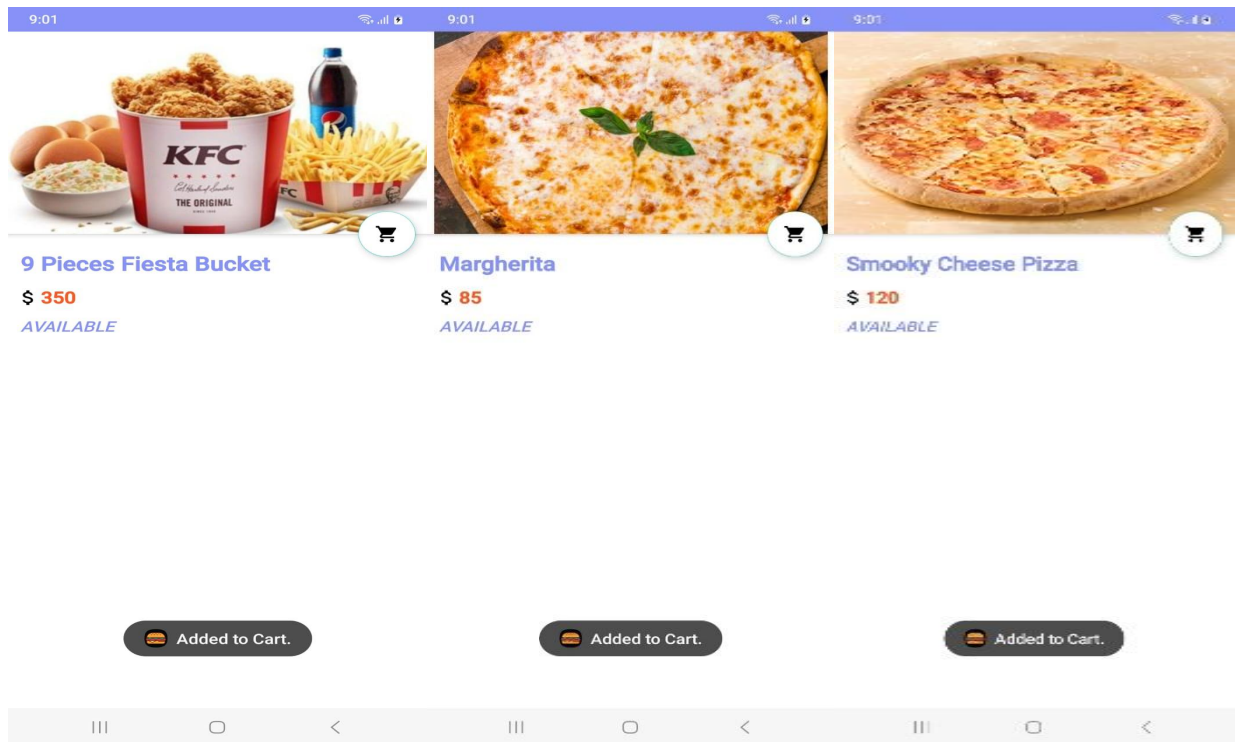 9:01
KFC
THE ORIGINAL
FC
9 Pieces Fiesta Bucket
$ 350
AVAILABLE
Added to Cart.
9:01
Margherita
$ 85
AVAILABLE
Added to Cart.
9:01
Smooky Cheese Pizza
$ 120
AVAILABLE
Added to Cart.